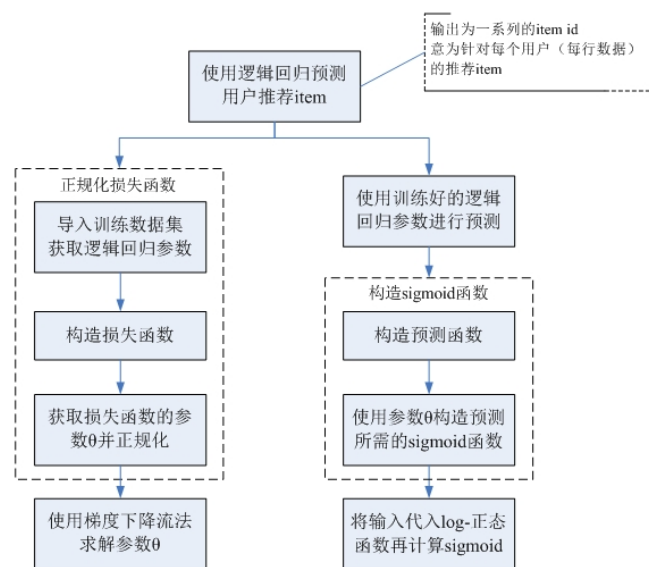 输出为一系列的item id
意为针对每个用户（每行数据）
的推荐item
使用逻辑回归预测
用户推荐item
正规化损失函数
导入训练数据集
获取逻辑回归参数
构造损失函数
获取损失函数的参
数θ并正规化
使用梯度下降流法
求解参数θ
使用训练好的逻辑
回归参数进行预测
构造sigmoid函数
构造预测函数
使用参数θ构造预测
所需的sigmoid函数
将输入代入log-正态
函数再计算sigmoid